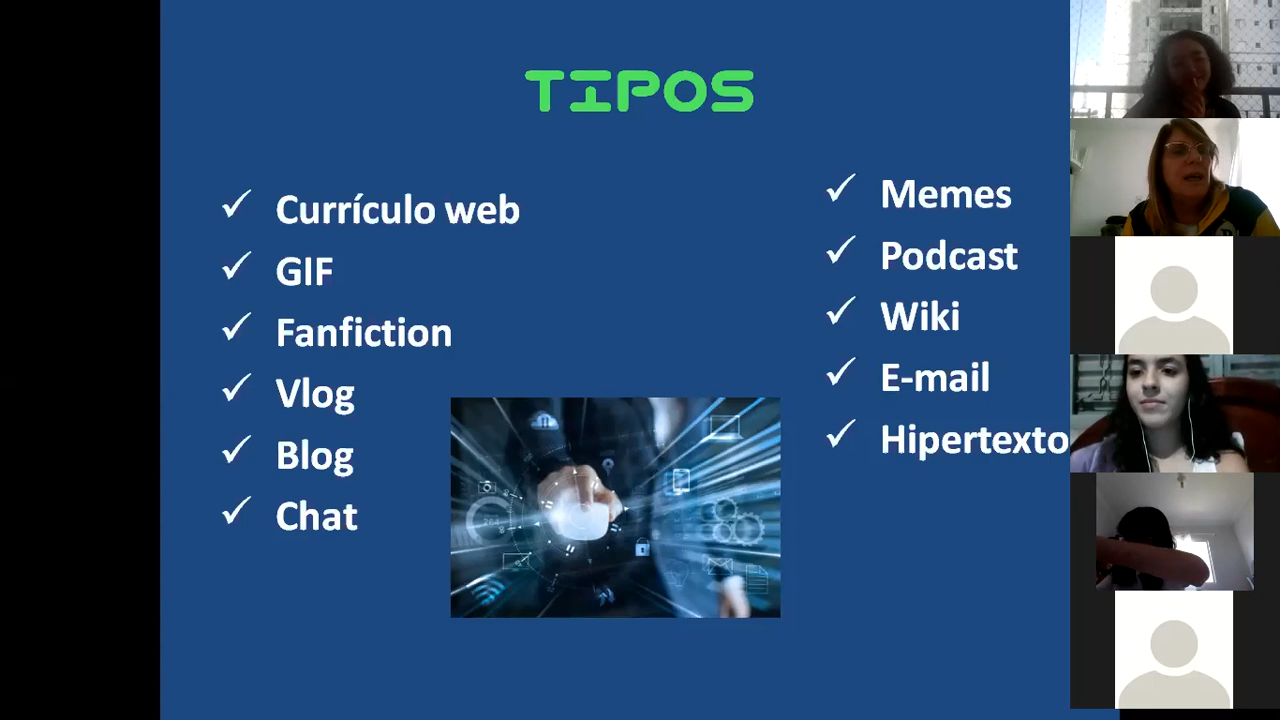 TIPOS
Currículo web
GIF
Fanfiction
Vlog
Blog
Chat
Memes
Podcast
Wiki
E-mail
Hipertexto